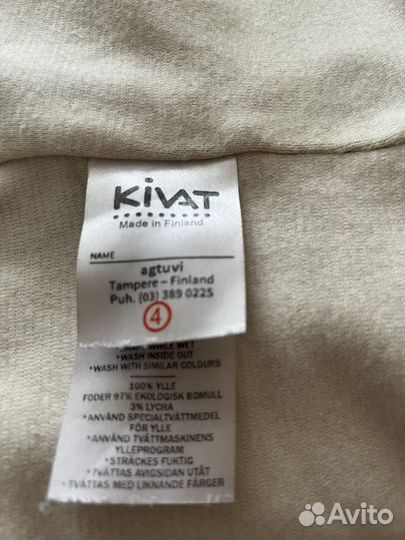 KiVAT
Made in Finland
NAME
agtuvi
Tampere – Finland
Puh. (03) 389 0225
4
WHILE WET
•WASH INSIDE OUT
•WASH WITH SIMILAR COLOURS
100% YLLE
FODER 97% EKOLOGISK BOMULL
3% LYCRA
•ANVÄND SPECIALTVÄTTMEDEL
FÖR YLLE
•ANVÄND TVÄTTMASKINENS
YLLEPROGRAM
•STRÄCKES FUKTIG
•TVÄTTAS AVIGSIDAN UTÅT
•TVÄTTAS MED LIKNANDE FÄRGER
Avito